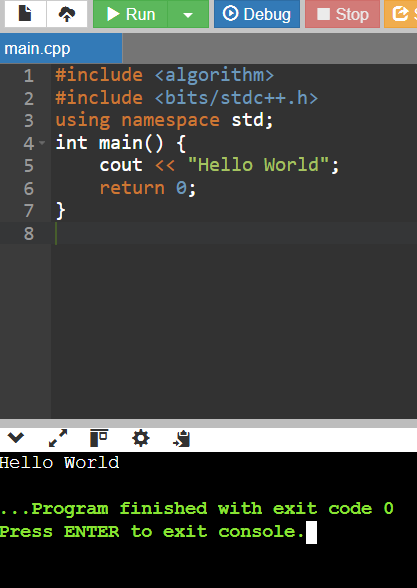 Run Debug Stop
main.cpp
1 #include <algorithm>
2 #include <bits/stdc++.h>
3 using namespace std;
4 int main() {
5     cout << "Hello World";
6     return 0;
7 }
8
Hello World
...Program finished with exit code 0
Press ENTER to exit console.